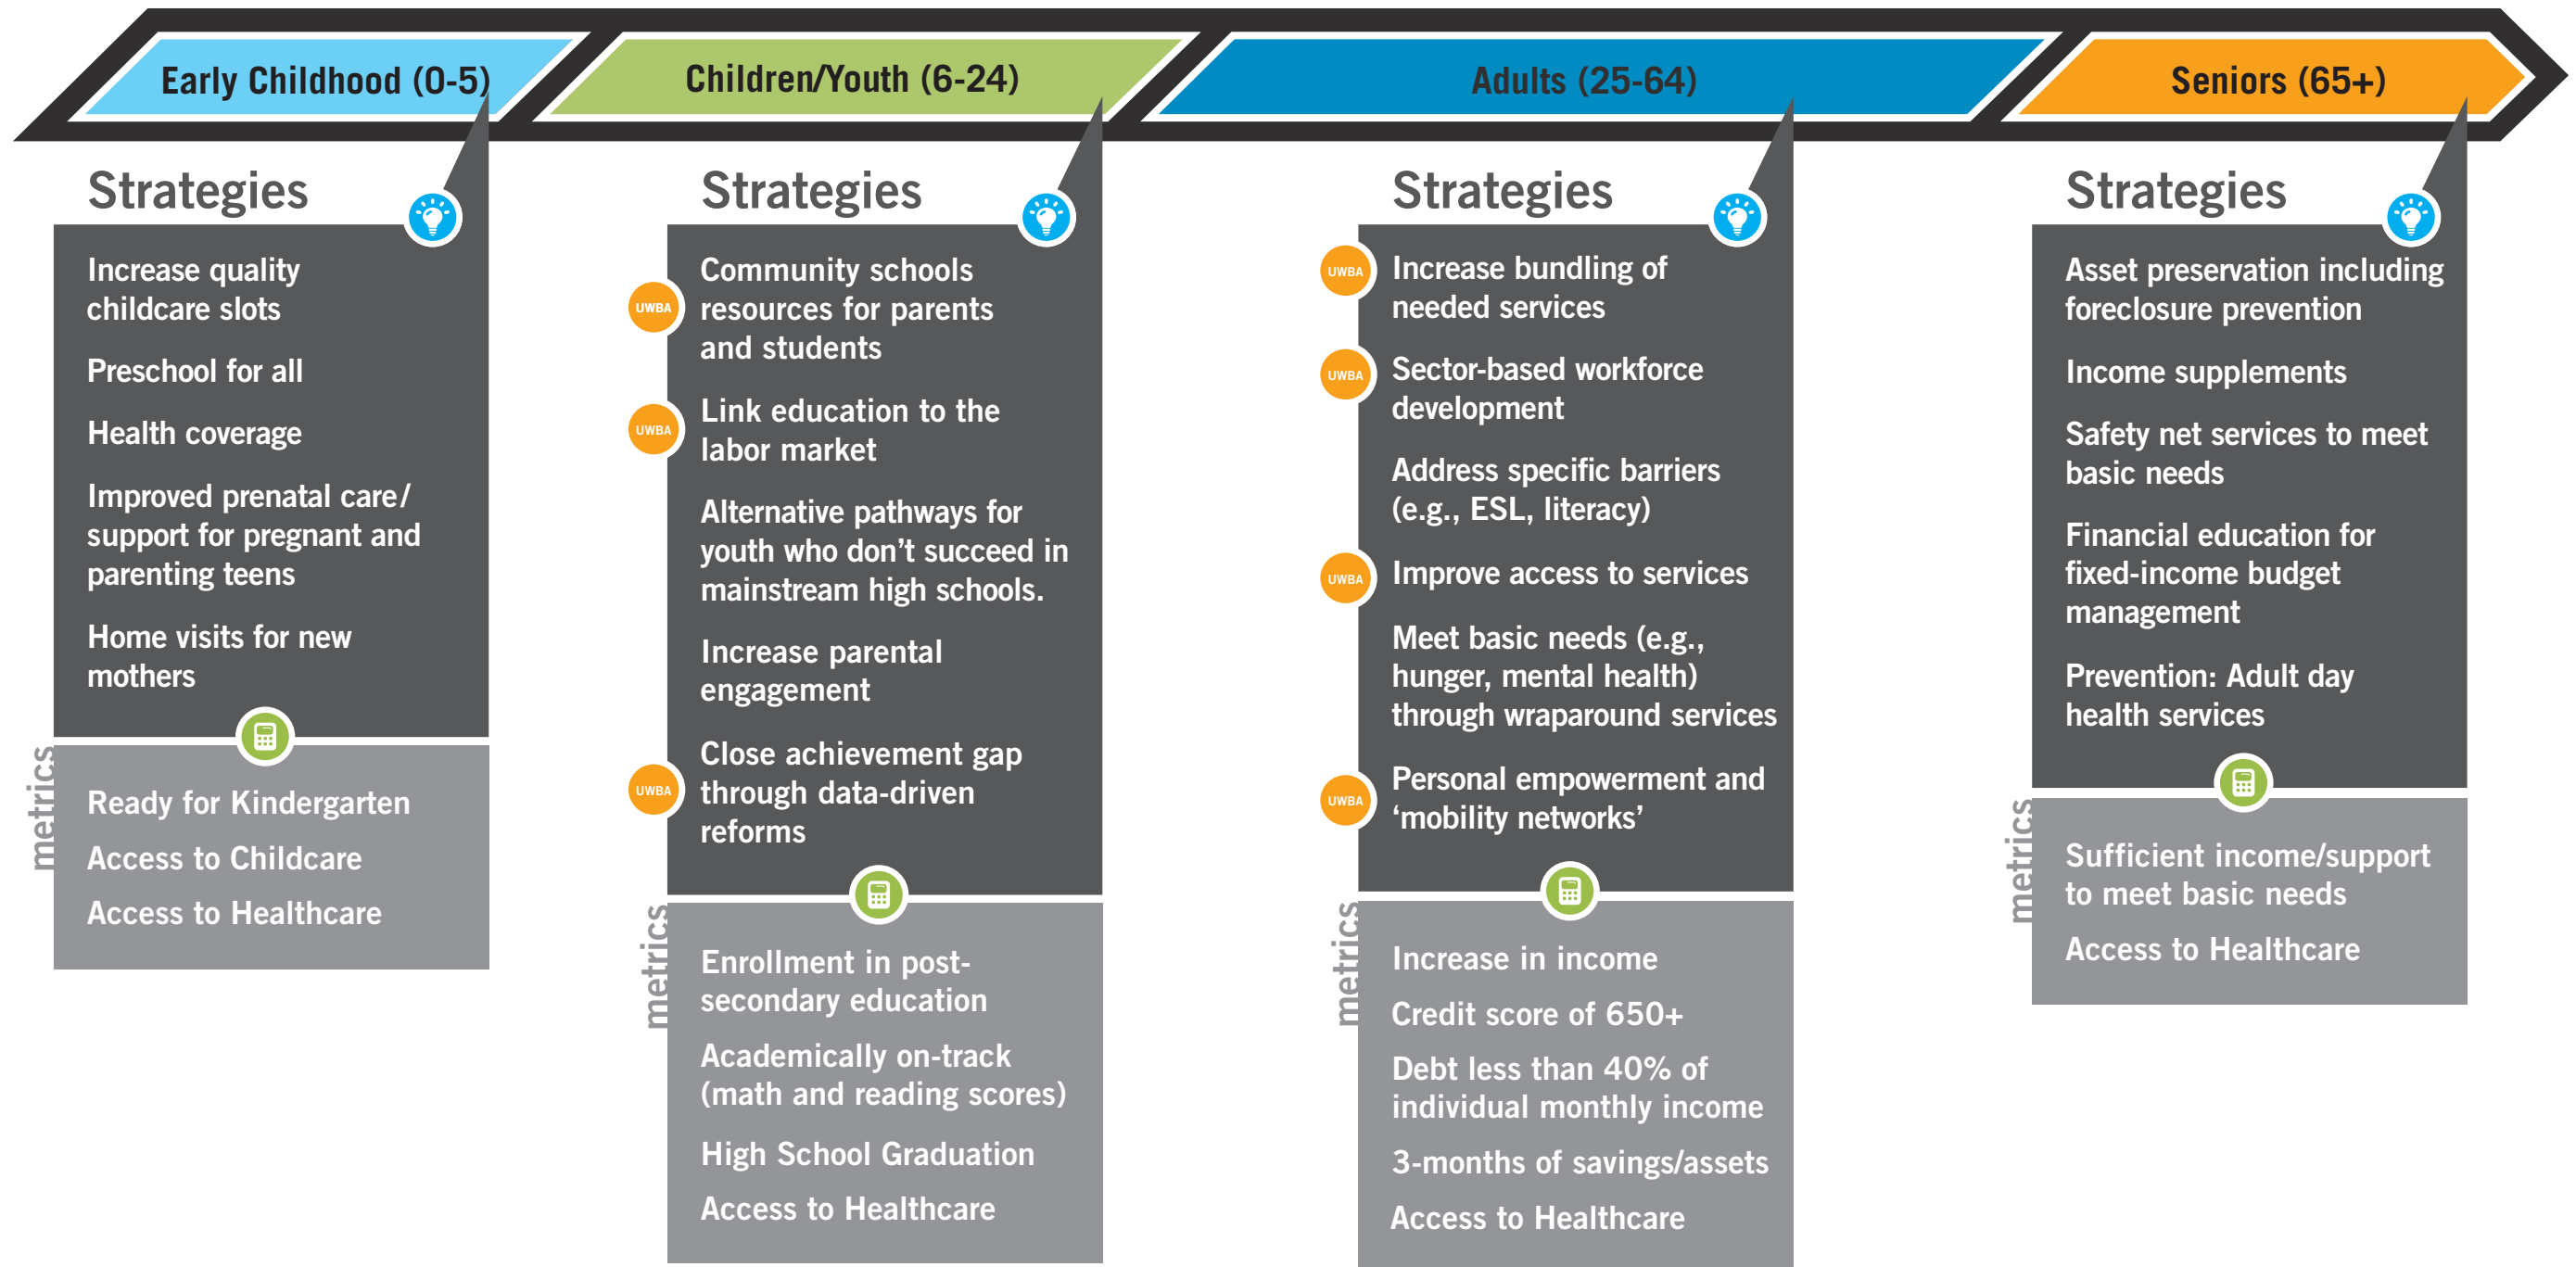 Early Childhood (0-5)
Children/Youth (6-24)
Adults (25-64)
Seniors (65+)
Strategies
Increase quality
childcare slots
Preschool for all
Health coverage
Improved prenatal care/
support for pregnant and
parenting teens
Home visits for new
mothers
metrics
Ready for Kindergarten
Access to Childcare
Access to Healthcare
Strategies
UWBA
Community schools
resources for parents
and students
UWBA
Link education to the
labor market
Alternative pathways for
youth who don't succeed in
mainstream high schools.
Increase parental
engagement
UWBA
Close achievement gap
through data-driven
reforms
metrics
Enrollment in post-
secondary education
Academically on-track
(math and reading scores)
High School Graduation
Access to Healthcare
Strategies
UWBA
Increase bundling of
needed services
UWBA
Sector-based workforce
development
Address specific barriers
(e.g., ESL, literacy)
UWBA
Improve access to services
Meet basic needs (e.g.,
hunger, mental health)
through wraparound services
UWBA
Personal empowerment and
‘mobility networks’
metrics
Increase in income
Credit score of 650+
Debt less than 40% of
individual monthly income
3-months of savings/assets
Access to Healthcare
Strategies
Asset preservation including
foreclosure prevention
Income supplements
Safety net services to meet
basic needs
Financial education for
fixed-income budget
management
Prevention: Adult day
health services
metrics
Sufficient income/support
to meet basic needs
Access to Healthcare